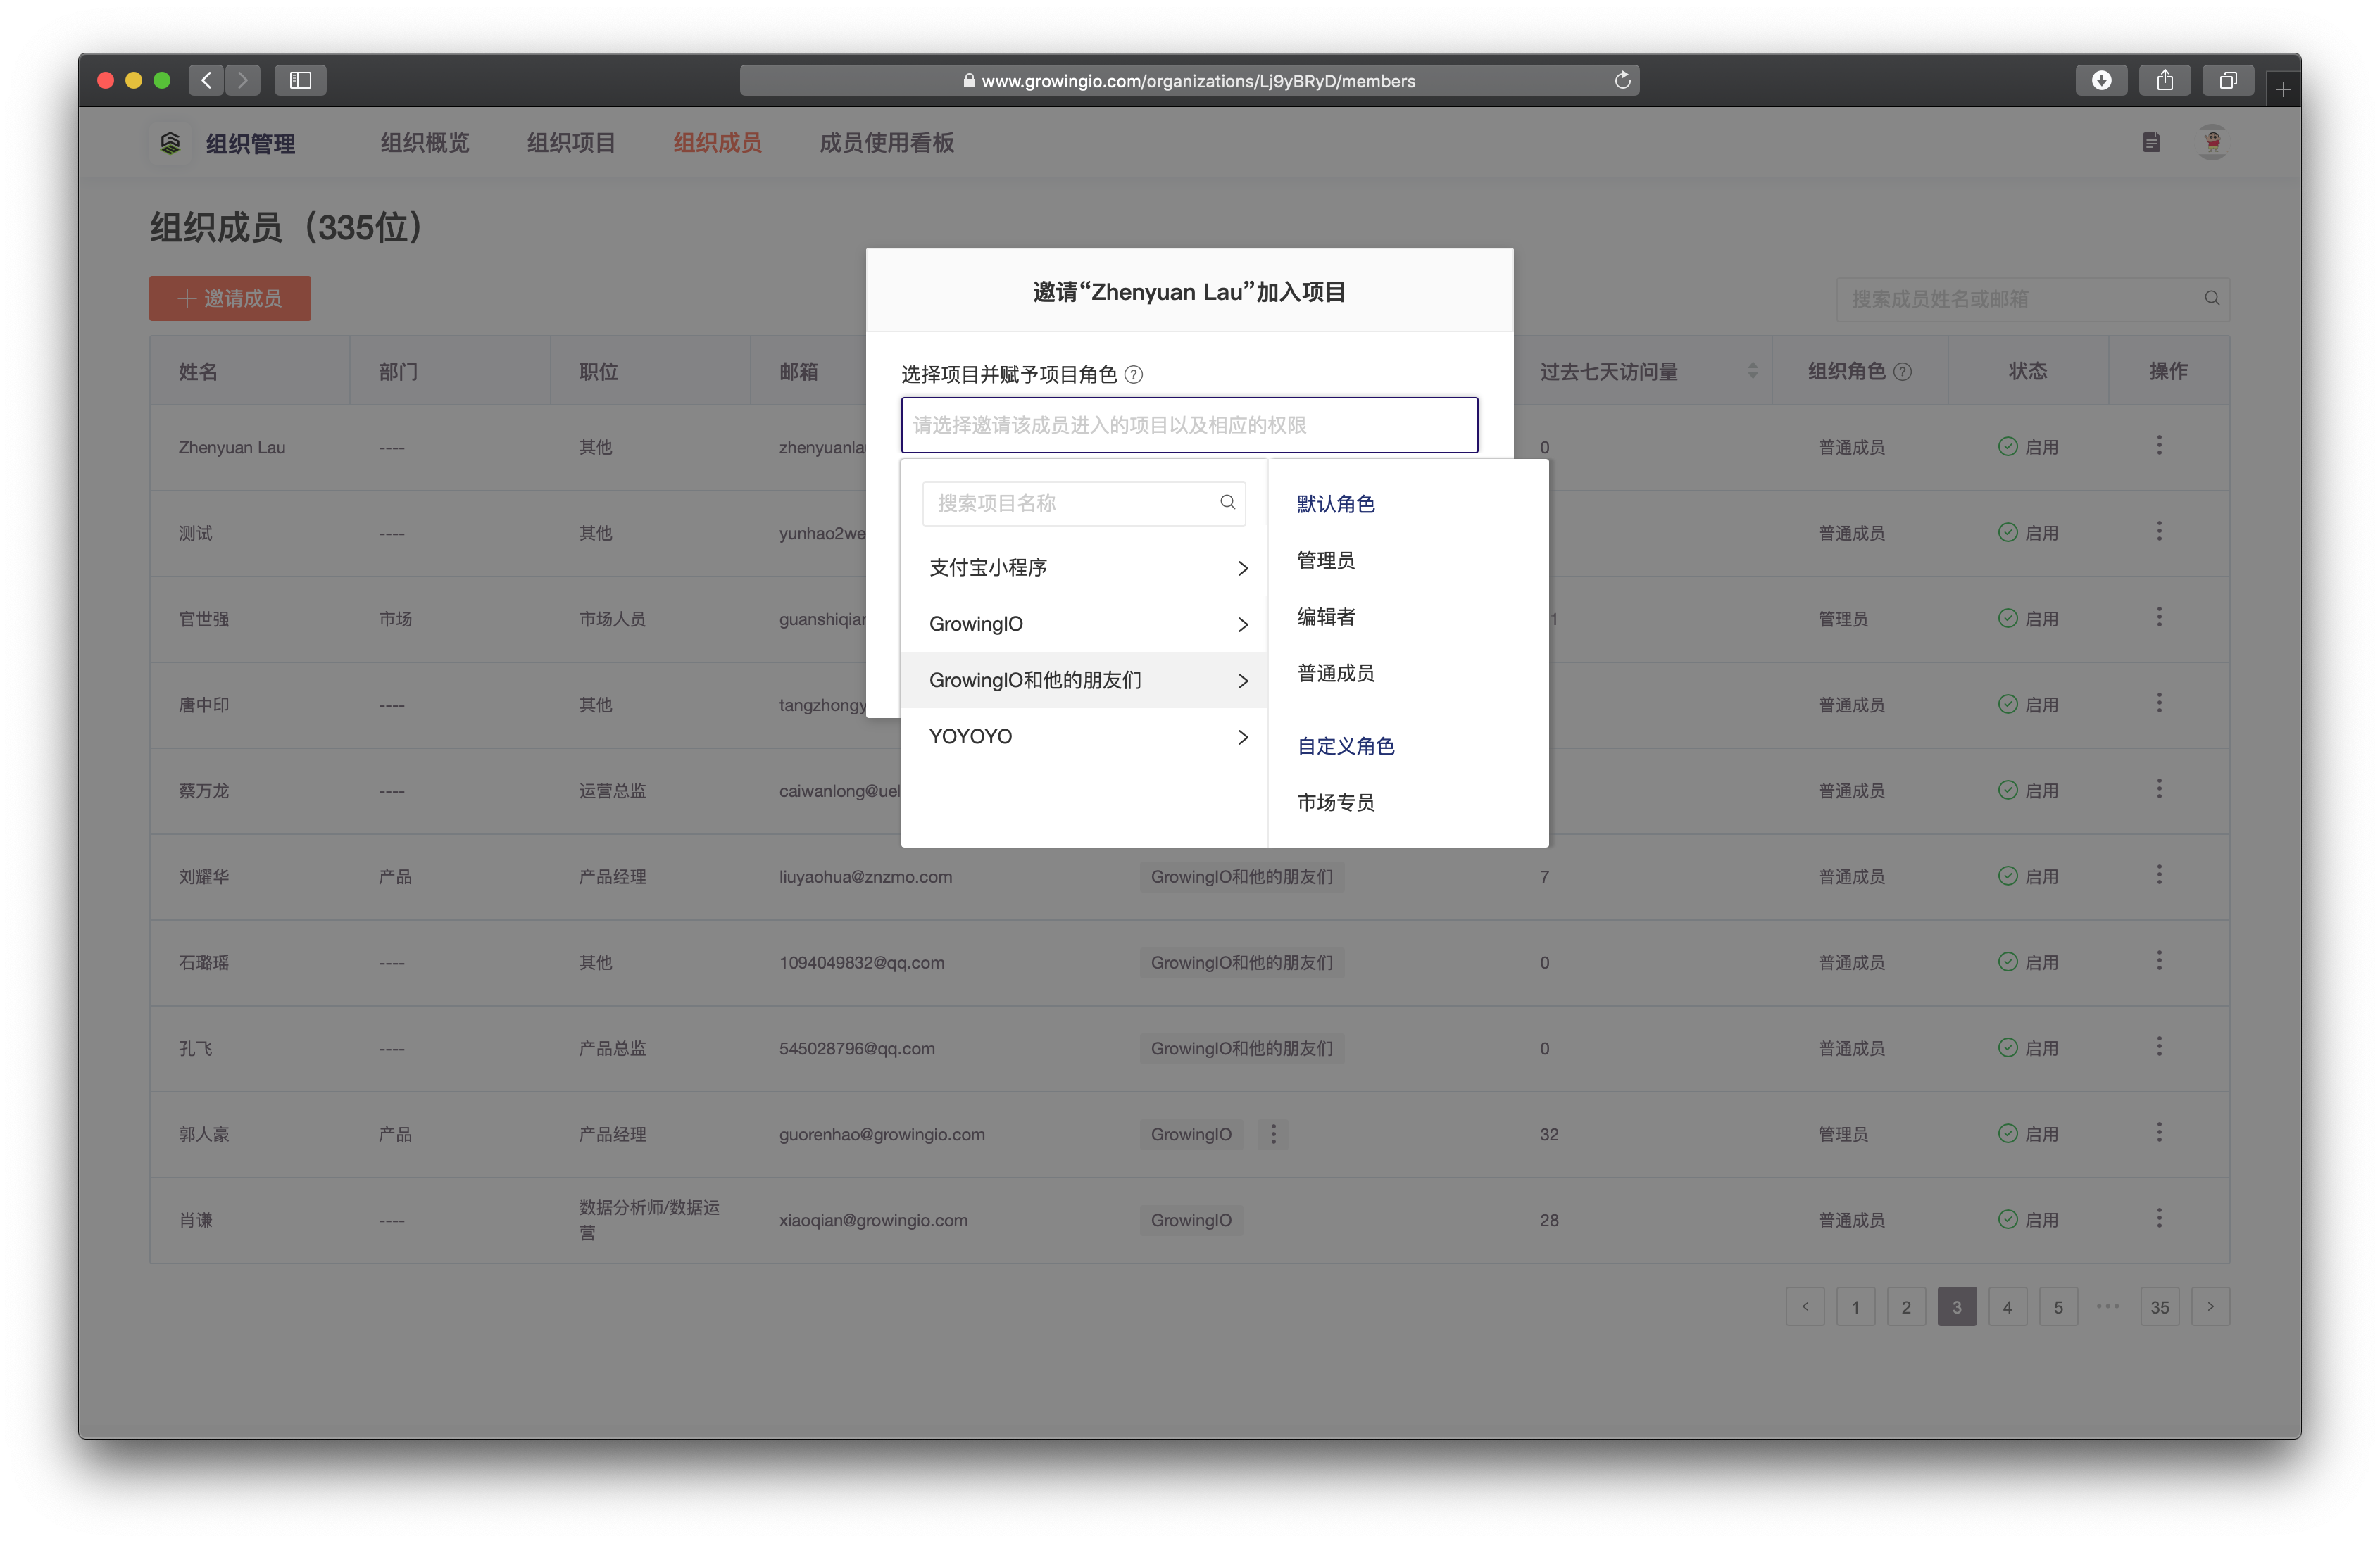 www.growingio.com/organizations/Lj9yBRyD/members
组织管理 组织概览 组织项目 组织成员 成员使用看板
组织成员（335位）
邀请成员
搜索成员姓名或邮箱
邀请“Zhenyuan Lau”加入项目
选择项目并赋予项目角色
请选择邀请该成员进入的项目以及相应的权限
搜索项目名称
支付宝小程序
GrowingIO
GrowingIO和他的朋友们
YOYOYO
默认角色
管理员
编辑者
普通成员
自定义角色
市场专员
姓名 部门 职位 邮箱 过去七天访问量 组织角色 状态 操作
Zhenyuan Lau ---- 其他 zhenyuanla 0 普通成员 启用
测试 ---- 其他 yunhao2we 普通成员 启用
官世强 市场 市场人员 guanshiqian 1 管理员 启用
唐中印 ---- 其他 tangzhongy 普通成员 启用
蔡万龙 ---- 运营总监 caiwanlong@uel 普通成员 启用
刘耀华 产品 产品经理 liuyaohua@znzmo.com GrowingIO和他的朋友们 7 普通成员 启用
石璐瑶 ---- 其他 1094049832@qq.com GrowingIO和他的朋友们 0 普通成员 启用
孔飞 ---- 产品总监 545028796@qq.com GrowingIO和他的朋友们 0 普通成员 启用
郭人豪 产品 产品经理 guorenhao@growingio.com GrowingIO 32 管理员 启用
肖谦 ---- 数据分析师/数据运
营 xiaoqian@growingio.com GrowingIO 28 普通成员 启用
1 2 3 4 5 ••• 35